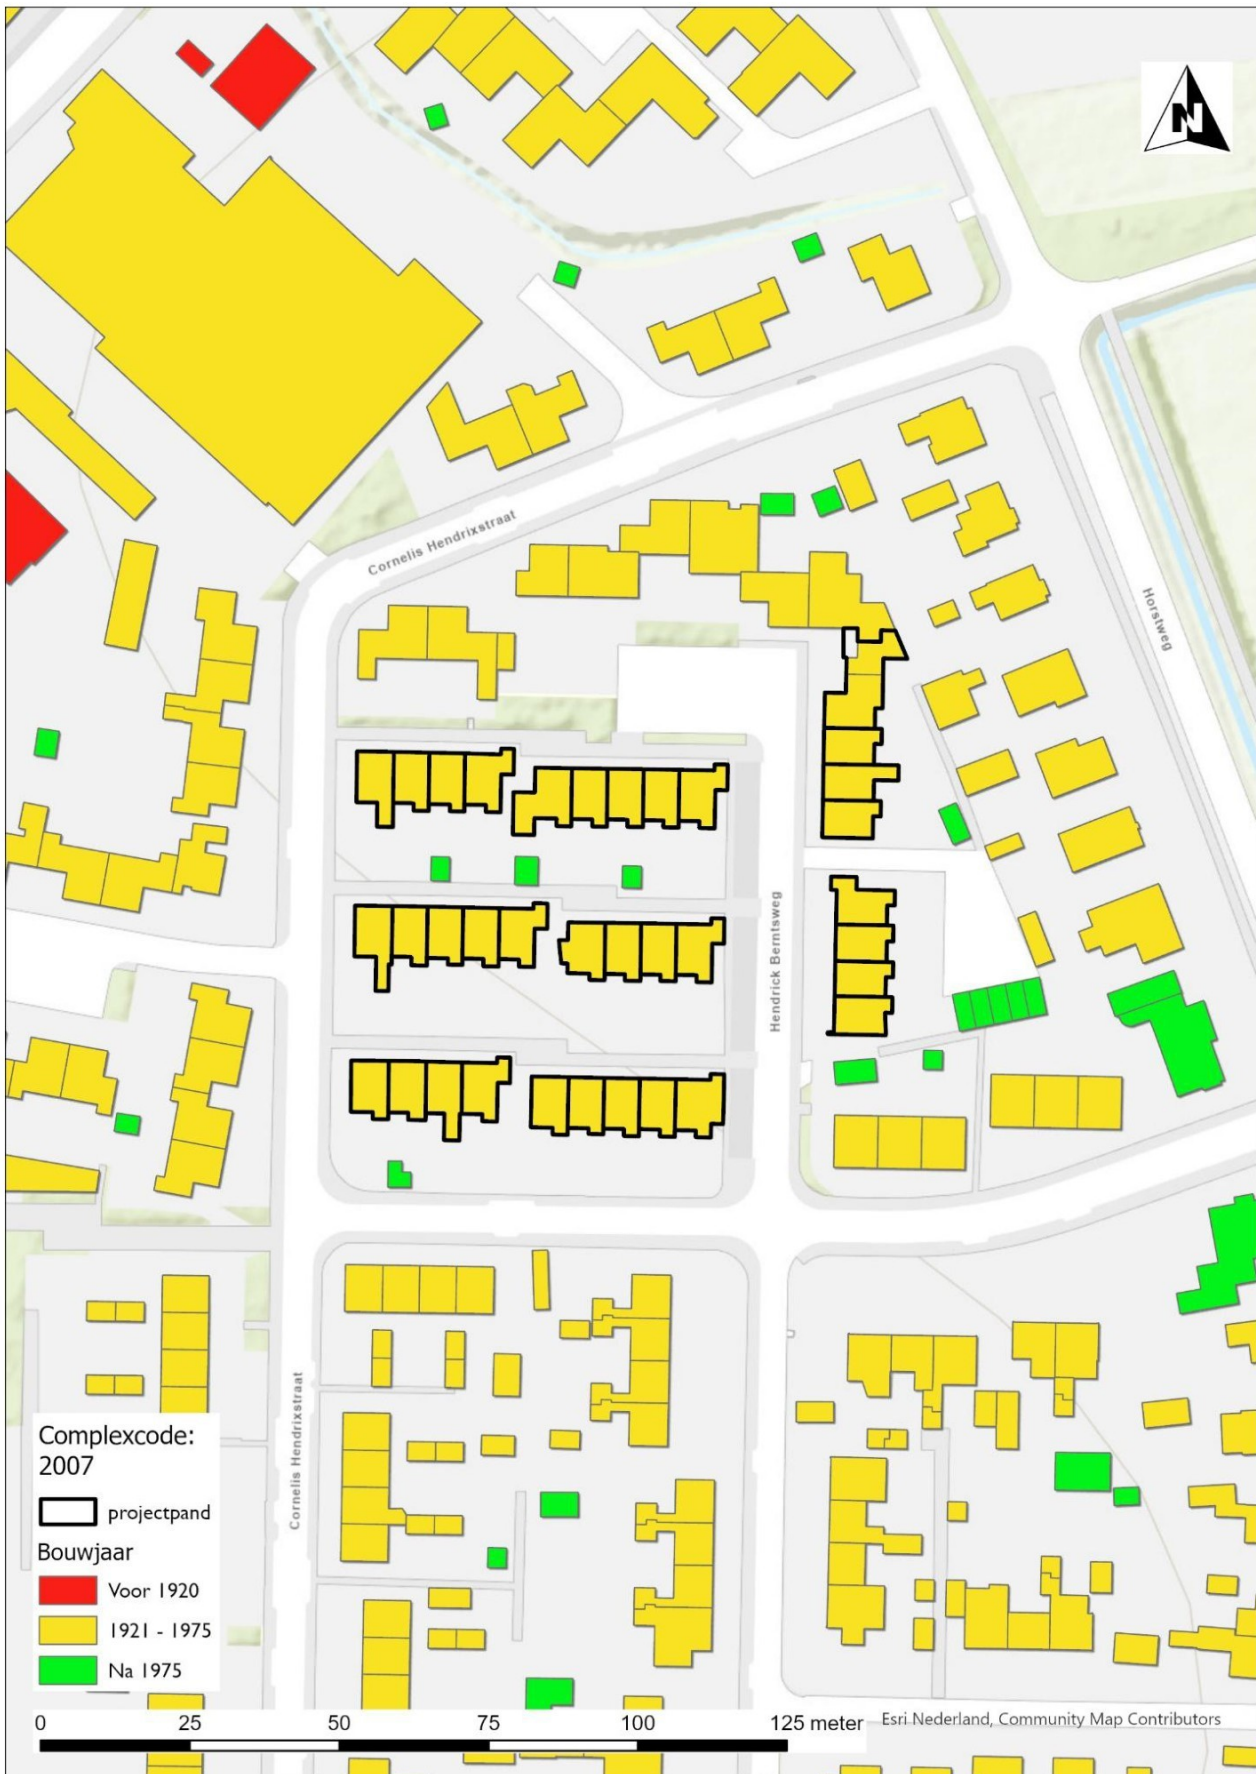 N
Cornelis Hendrixstraat
Horstweg
Hendrick Berntsweg
Cornelis Hendrixstraat
Complexcode:
2007
projectpand
Bouwjaar
Voor 1920
1921 - 1975
Na 1975
0 25 50 75 100 125 meter
Esri Nederland, Community Map Contributors